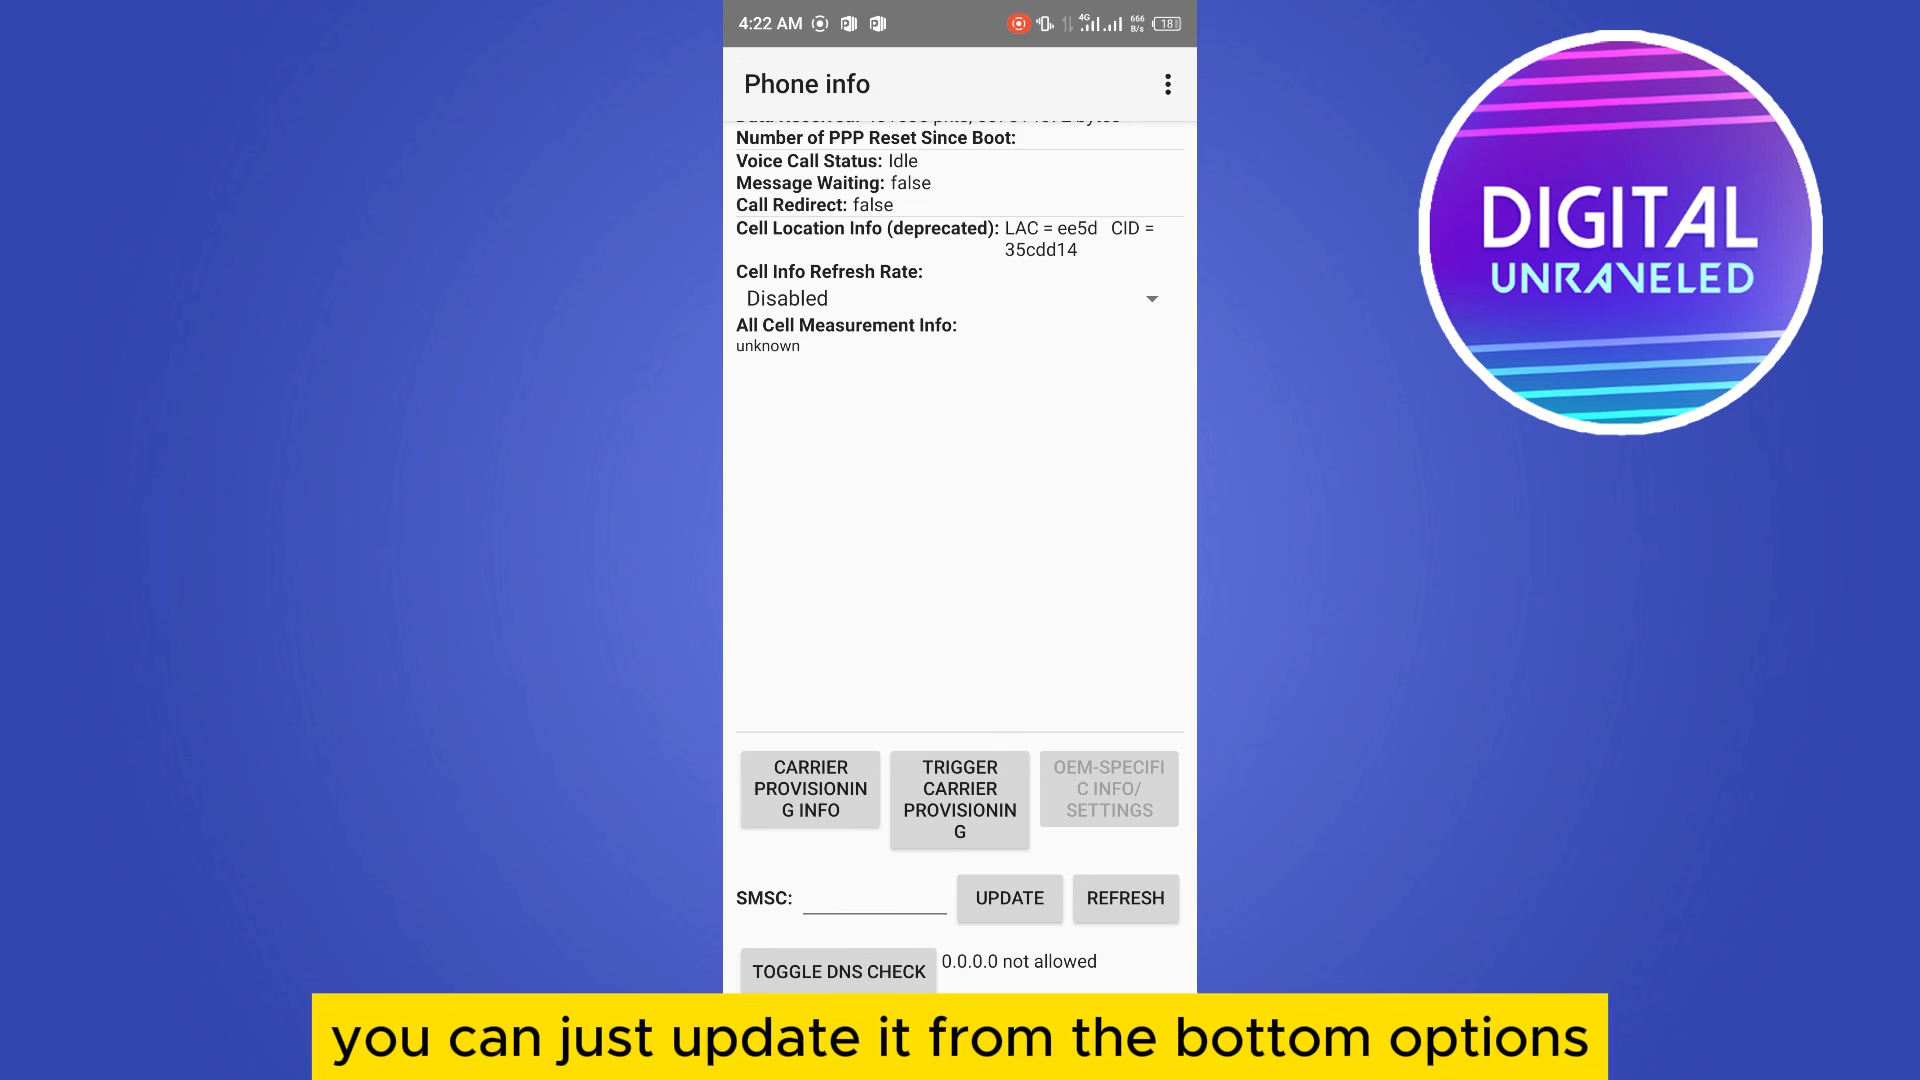 4:22 AM
4G
666
B/s
18
Phone info
Number of PPP Reset Since Boot:
Voice Call Status: Idle
Message Waiting: false
Call Redirect: false
Cell Location Info (deprecated): LAC = ee5d CID =
35cdd14
Cell Info Refresh Rate:
Disabled
All Cell Measurement Info:
unknown
CARRIER
PROVISIONIN
G INFO
TRIGGER
CARRIER
PROVISIONIN
G
OEM-SPECIFI
C INFO/
SETTINGS
SMSC:
UPDATE
REFRESH
TOGGLE DNS CHECK
0.0.0.0 not allowed
DIGITAL
UNRAVELED
you can just update it from the bottom options